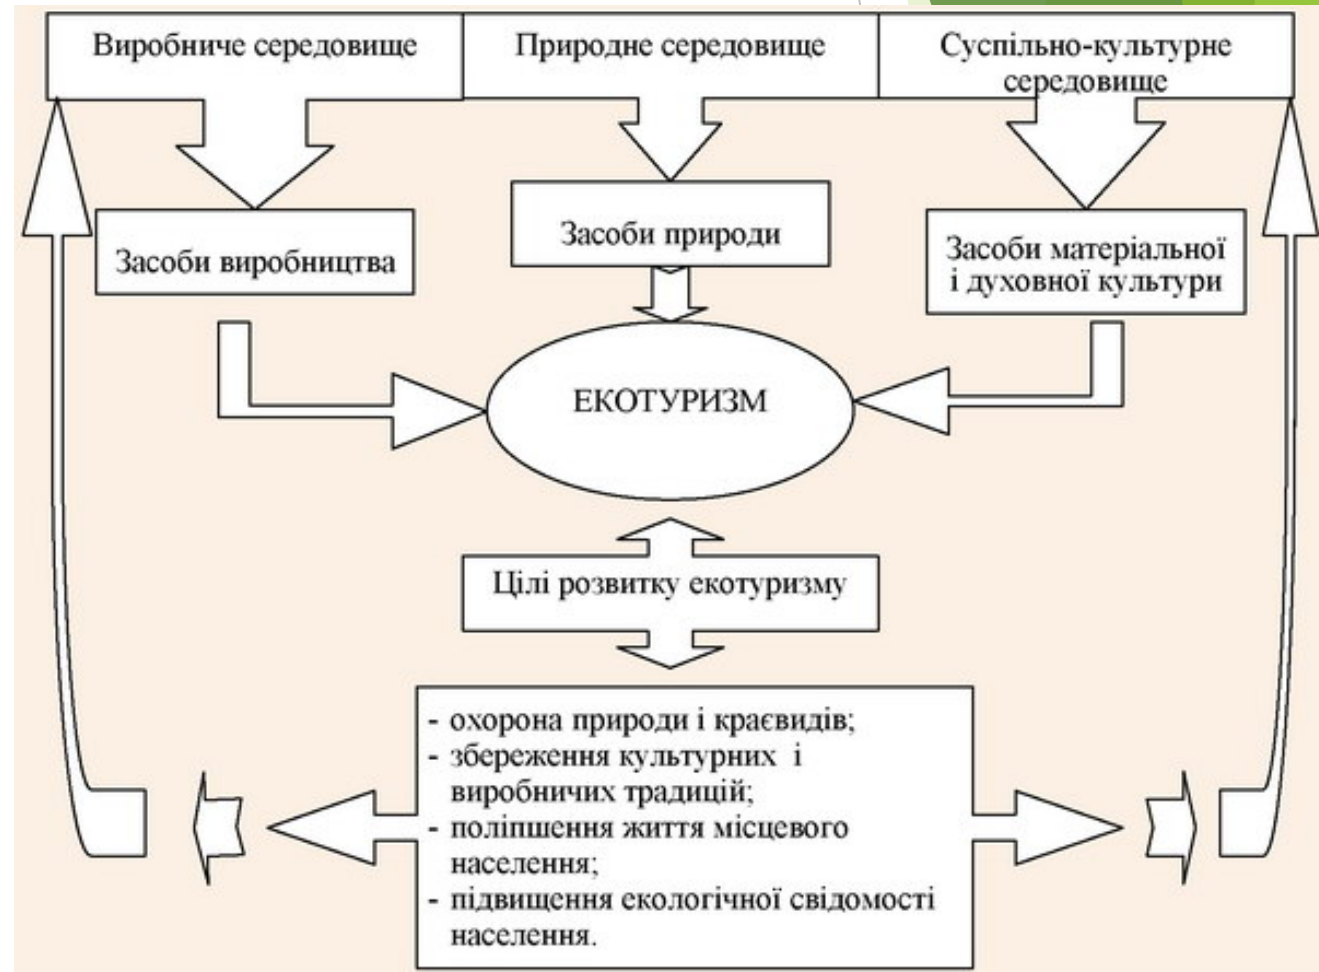 Виробниче середовище
Природне середовище
Суспільно-культурне
середовище
Засоби виробництва
Засоби природи
Засоби матеріальної
і духовної культури
ЕКОТУРИЗМ
Цілі розвитку екотуризму
- охорона природи і краєвидів;
- збереження культурних і
виробничих традицій;
- поліпшення життя місцевого
населення;
- підвищення екологічної свідомості
населення.